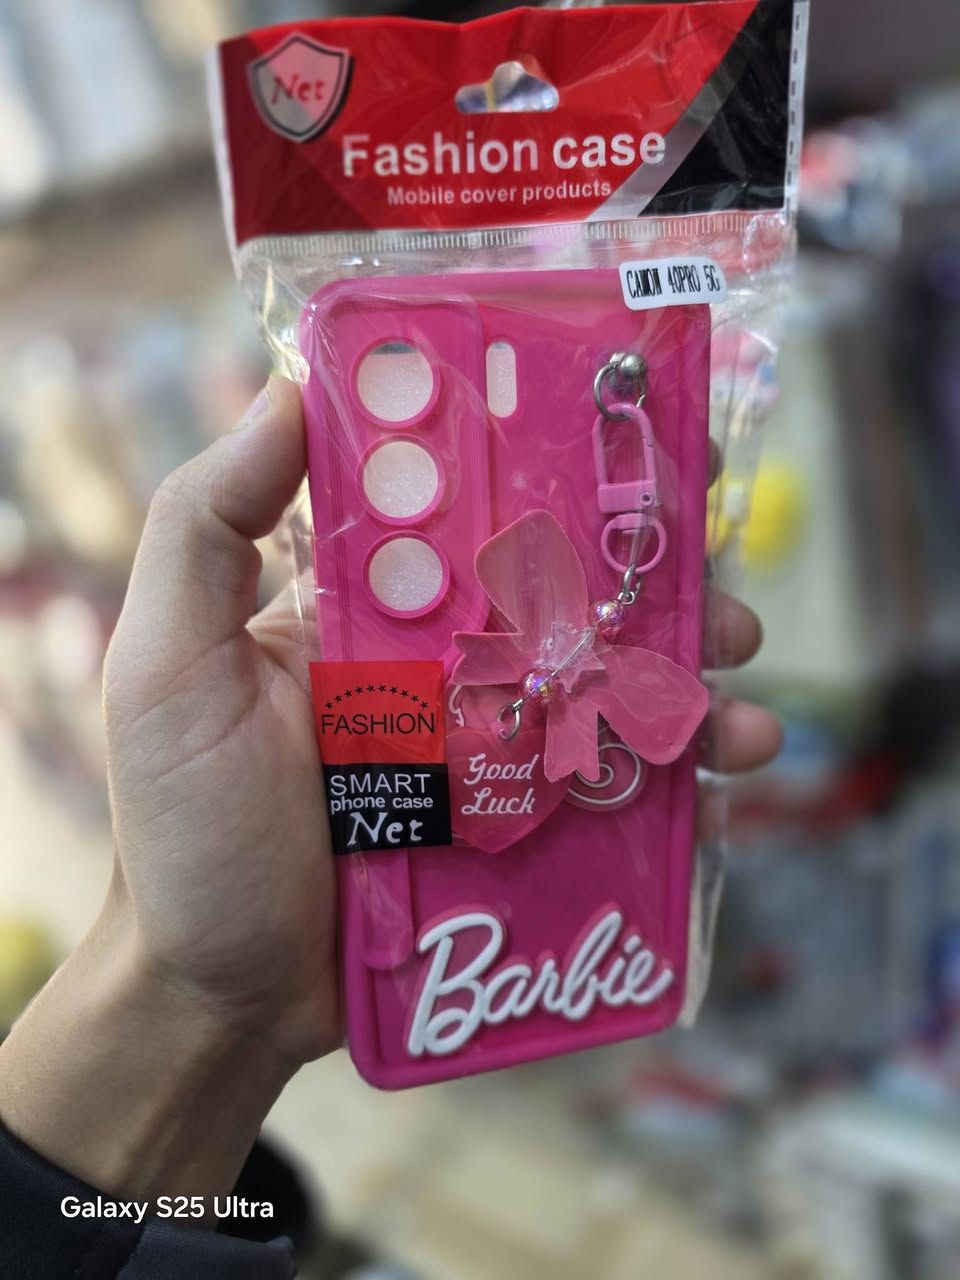 Net
Fashion case
Mobile cover products
CAMON 40PRO 5G
FASHION
SMART
phone case
Net
Good
Luck
Barbie
Galaxy S25 Ultra